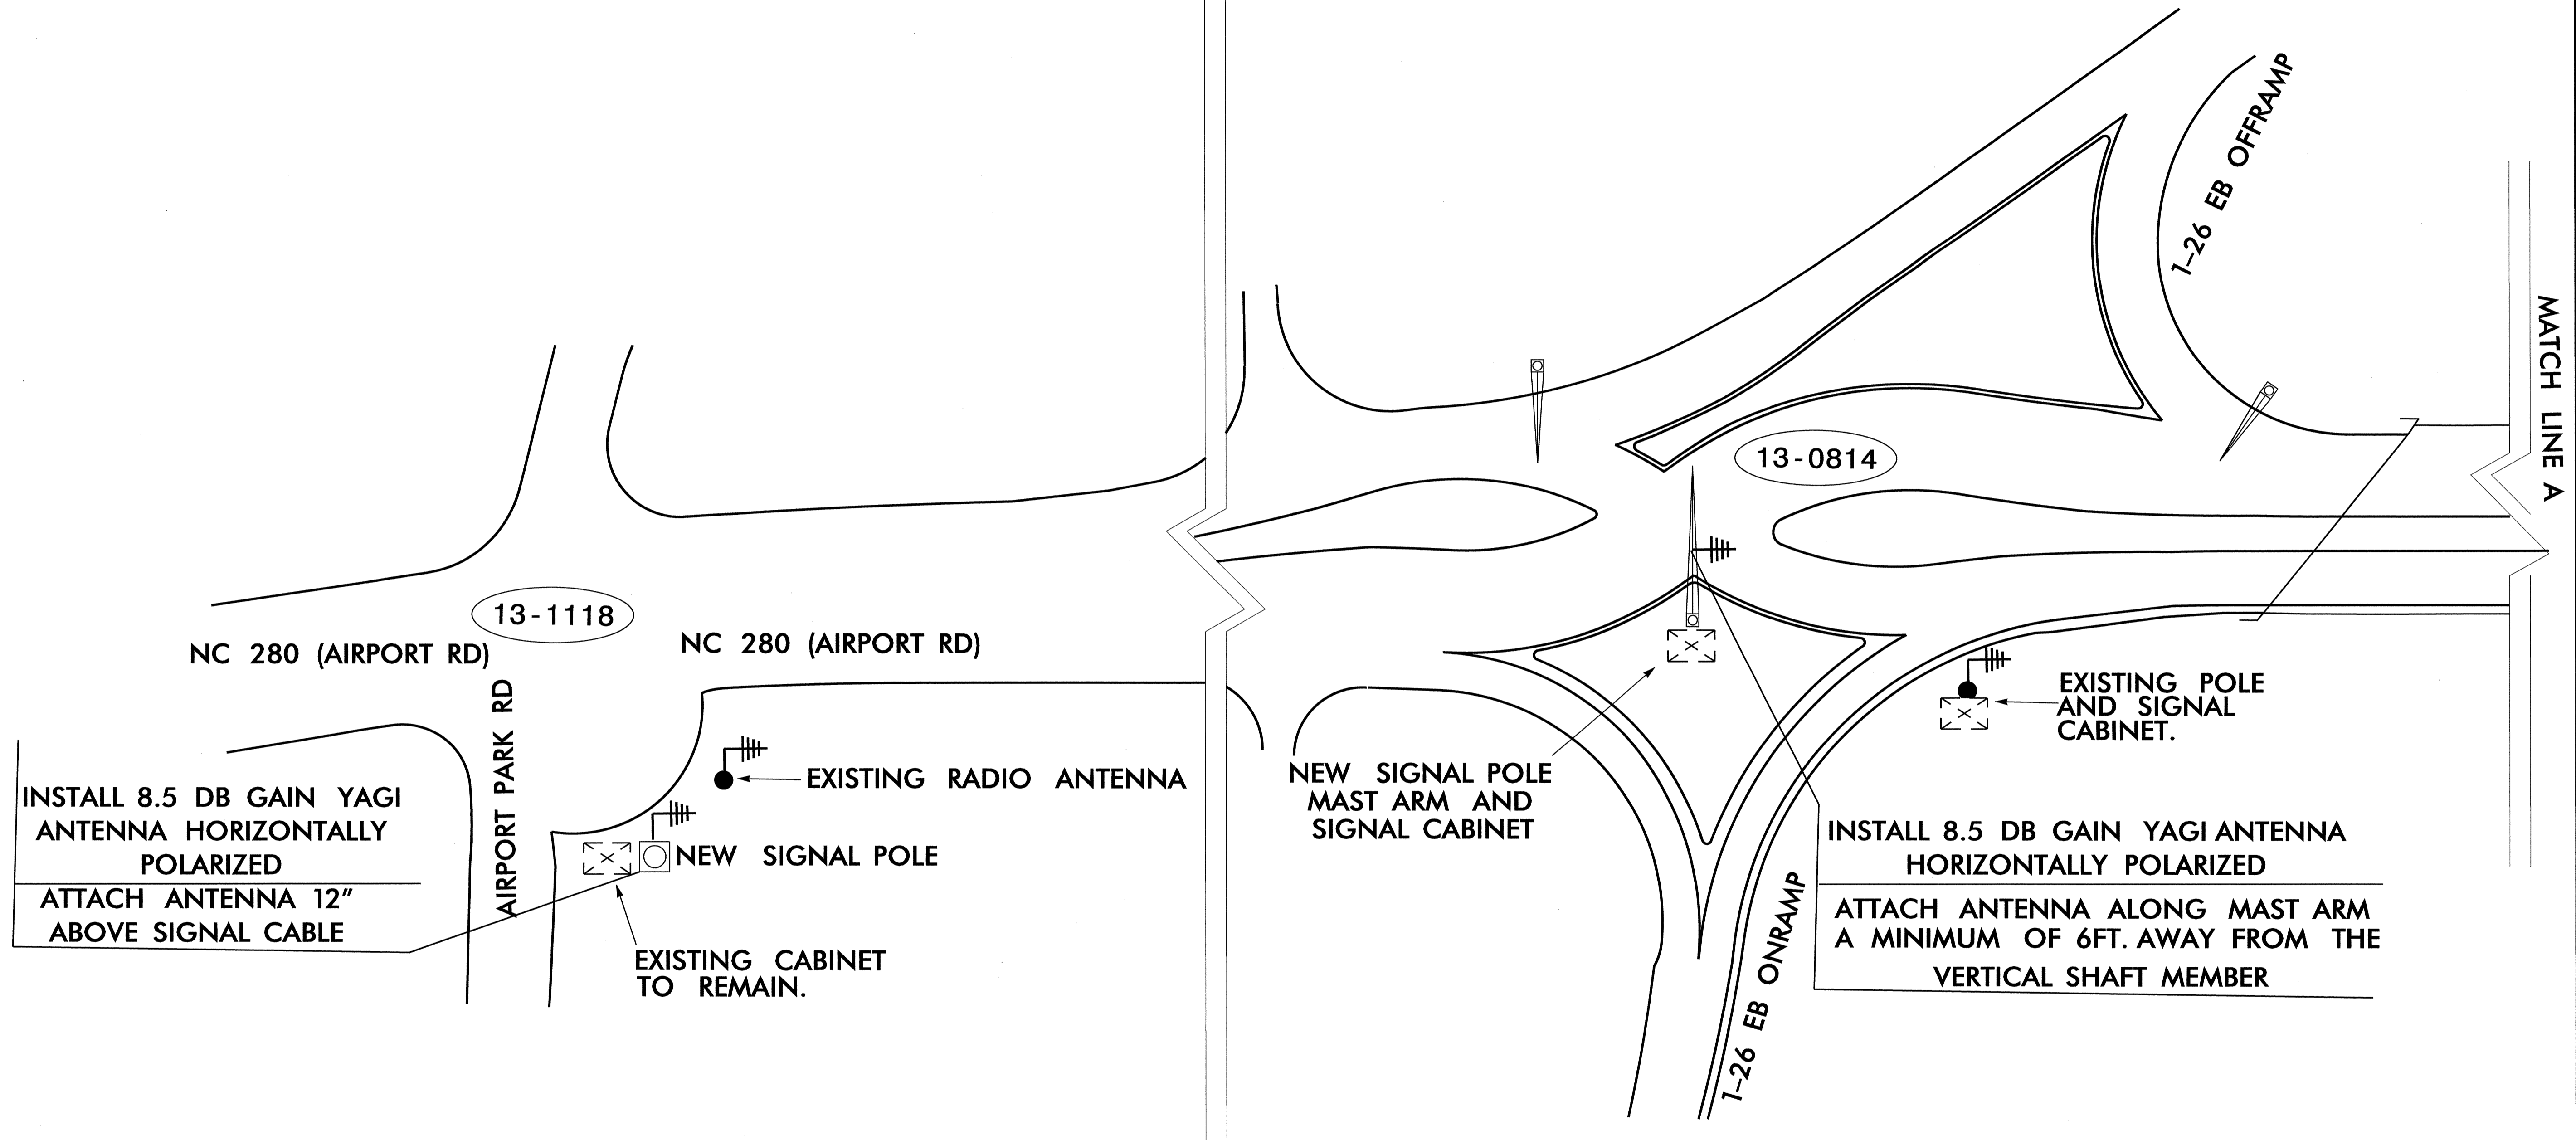 1-26 EB OFFRAMP
MATCH LINE A
13-0814
13-1118
NC 280 (AIRPORT RD)
NC 280 (AIRPORT RD)
AIRPORT PARK RD
EXISTING RADIO ANTENNA
INSTALL 8.5 DB GAIN YAGI
ANTENNA HORIZONTALLY
POLARIZED
ATTACH ANTENNA 12"
ABOVE SIGNAL CABLE
NEW SIGNAL POLE
EXISTING CABINET
TO REMAIN.
NEW SIGNAL POLE
MAST ARM AND
SIGNAL CABINET
EXISTING POLE
AND SIGNAL
CABINET.
INSTALL 8.5 DB GAIN YAGI ANTENNA
HORIZONTALLY POLARIZED
ATTACH ANTENNA ALONG MAST ARM
A MINIMUM OF 6FT. AWAY FROM THE
VERTICAL SHAFT MEMBER
1-26 EB ONRAMP